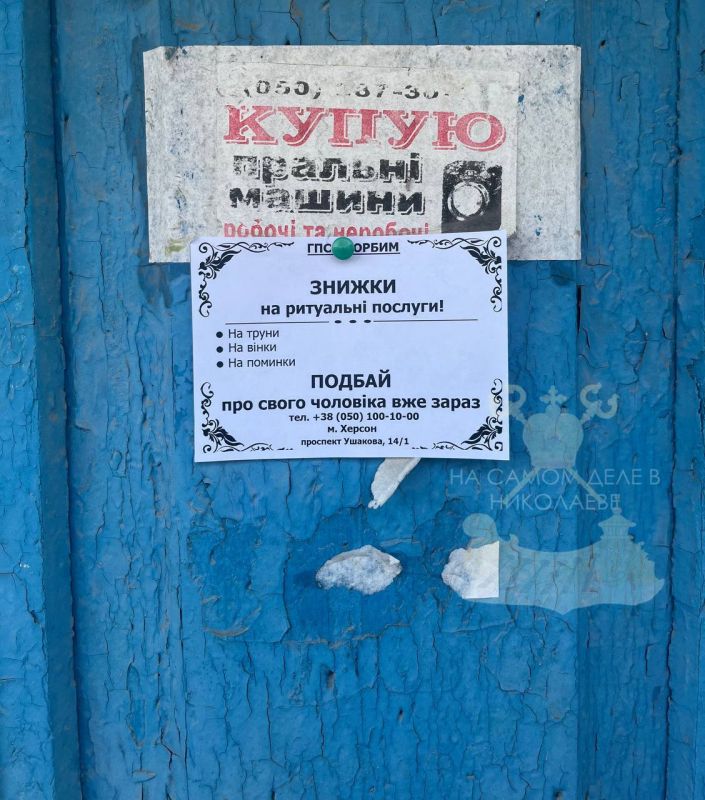 КУПУЮ
пральні
машини
робочі та неробочі
ЗНИЖКИ
на ритуальні послуги!
На труни
На вінки
На поминки
ПОДБАЙ
про свого чоловіка вже зараз
тел. +38 (050) 100-10-00
м. Херсон
проспект Ушакова, 14/1
НА САМОМ ДЕЛЕ В
НИКОЛАЕВЕ